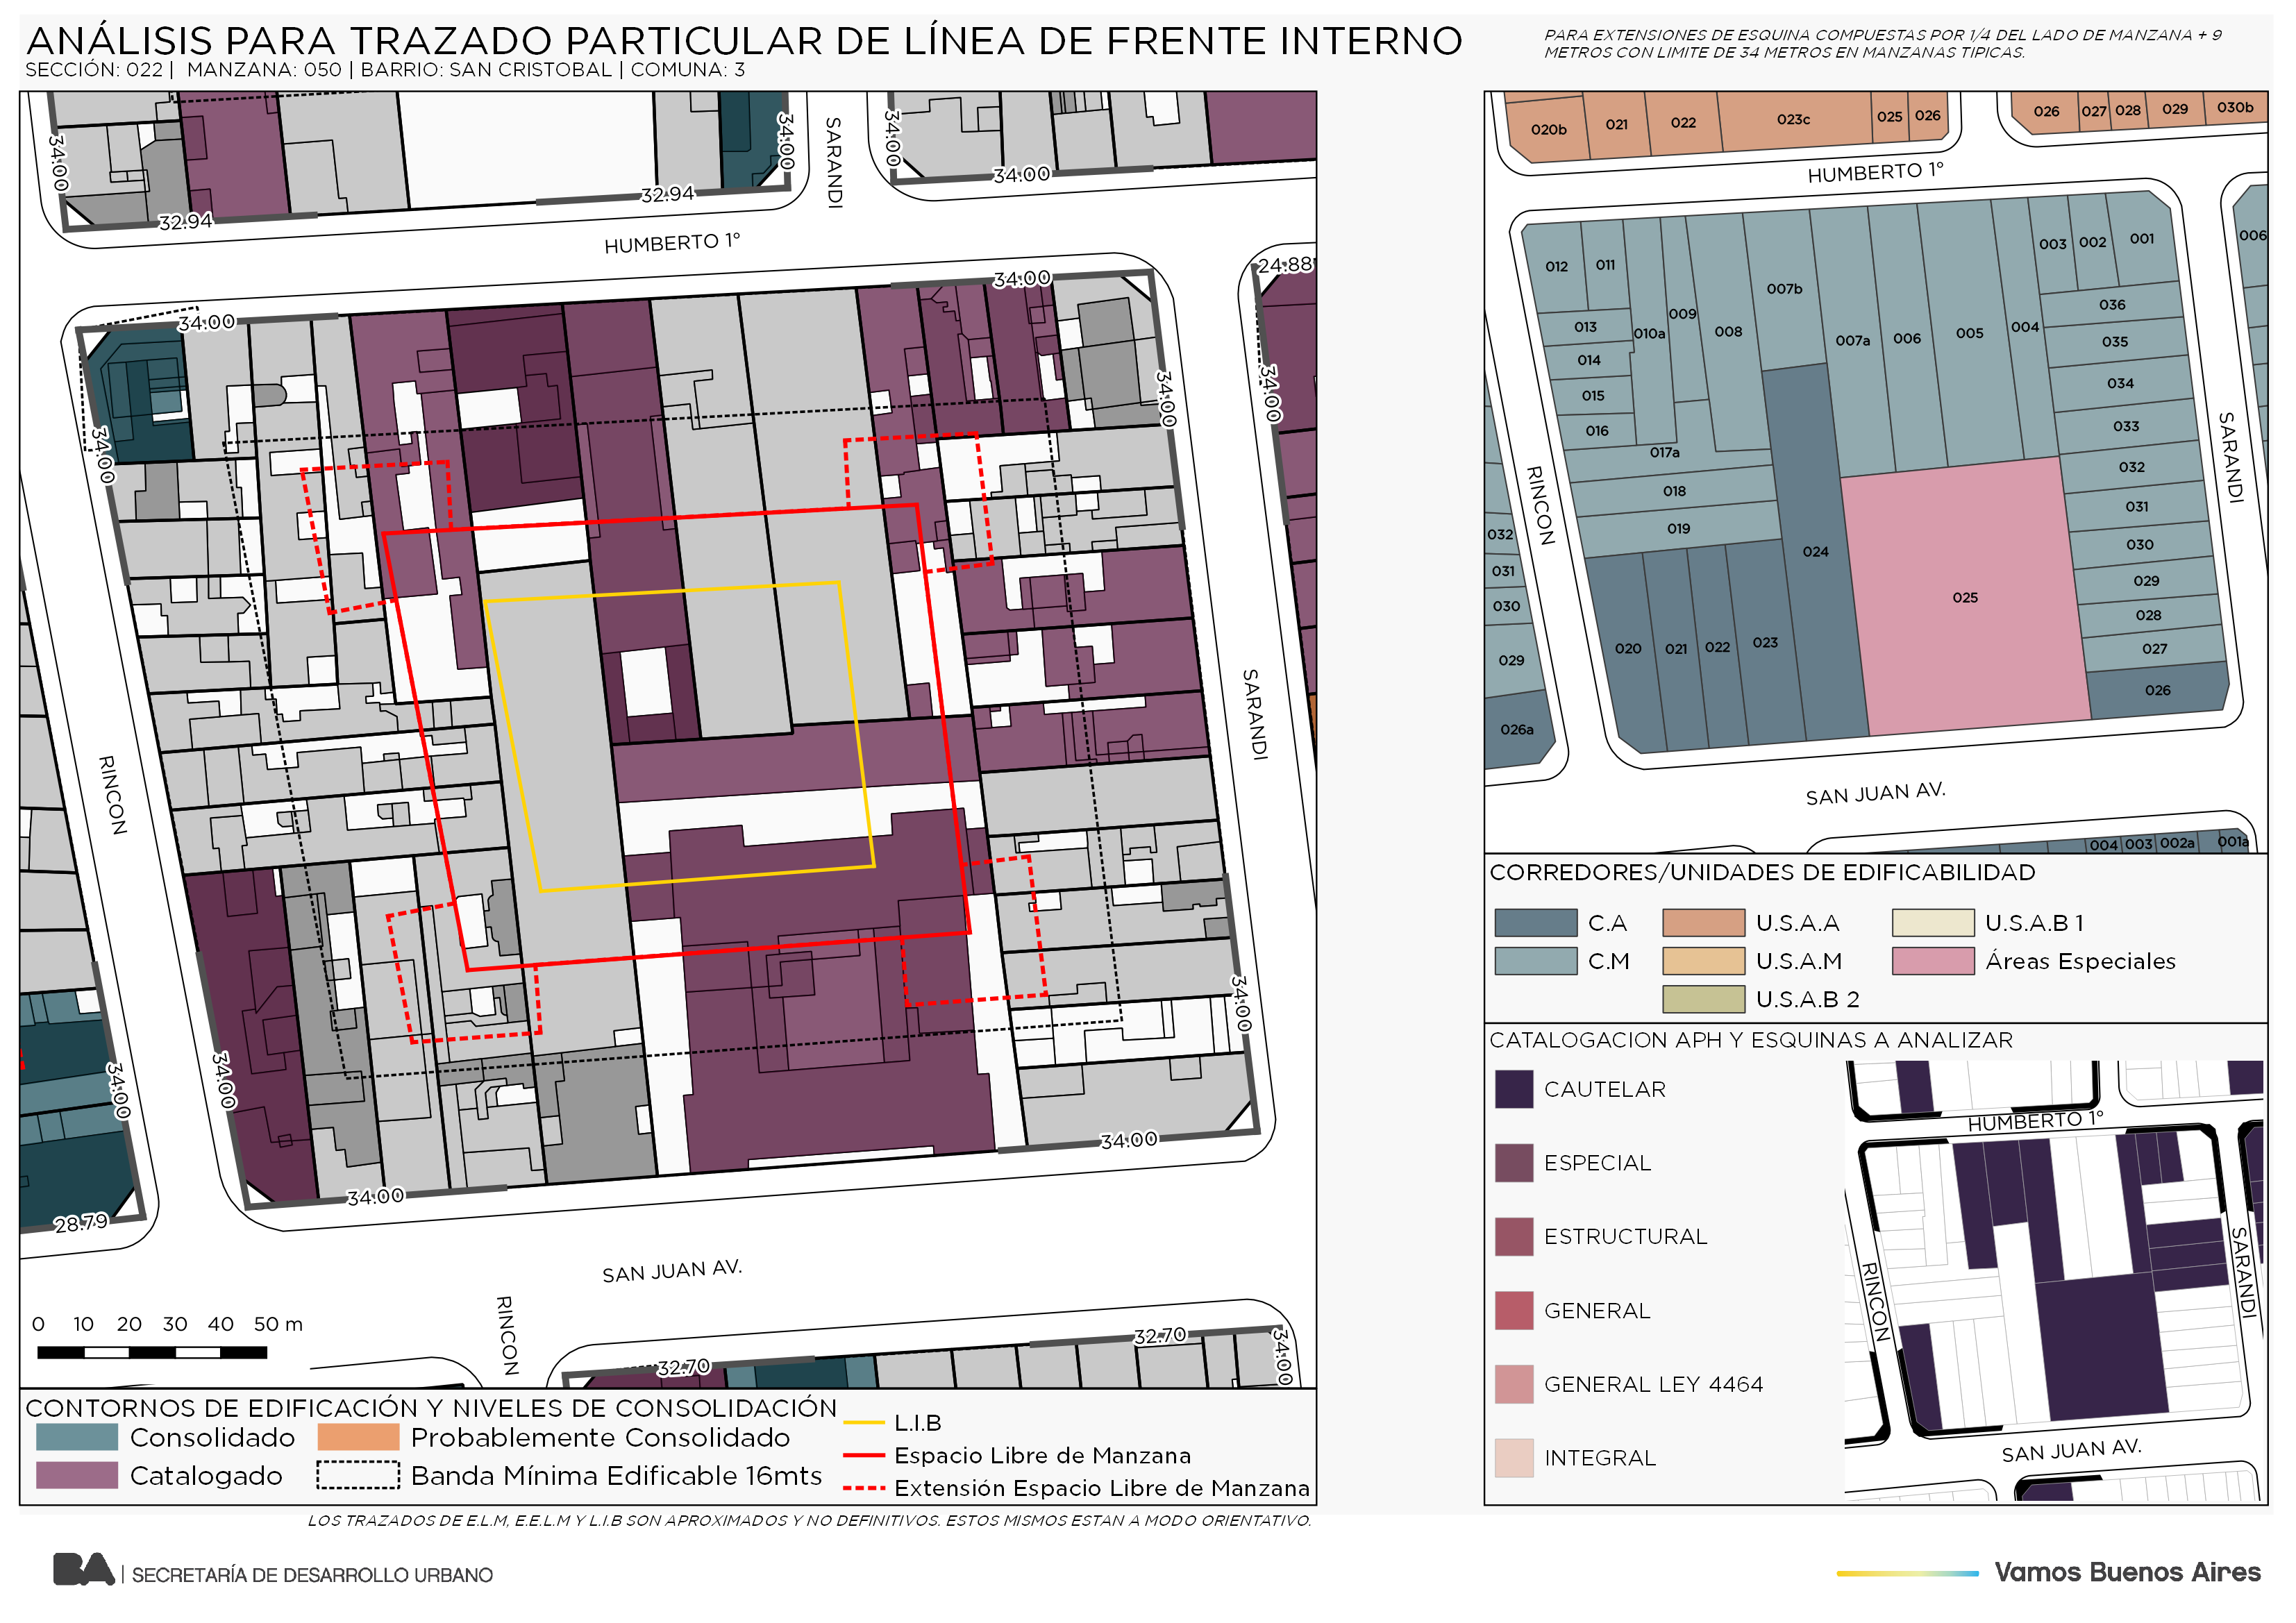 ANÁLISIS PARA TRAZADO PARTICULAR DE LÍNEA DE FRENTE INTERNO
SECCIÓN: 022 | MANZANA: 050 | BARRIO: SAN CRISTOBAL | COMUNA: 3
PARA EXTENSIONES DE ESQUINA COMPUESTAS POR 1/4 DEL LADO DE MANZANA + 9
METROS CON LIMITE DE 34 METROS EN MANZANAS TIPICAS.
34.00
32.94
32.94
34.00
SARANDI
34.00
34.00
HUMBERTO 1°
34.00
34.00
24.88
34.00
34.00
34.00
RINCON
SARANDI
34.00
34.00
34.00
34.00
34.00
28.79
SAN JUAN AV.
RINCON
32.70
32.70
34.00
0 10 20 30 40 50 m
CONTORNOS DE EDIFICACIÓN Y NIVELES DE CONSOLIDACIÓN
Consolidado
Catalogado
Probablemente Consolidado
Banda Mínima Edificable 16mts
L.I.B
Espacio Libre de Manzana
Extensión Espacio Libre de Manzana
LOS TRAZADOS DE E.L.M, E.E.L.M Y L.I.B SON APROXIMADOS Y NO DEFINITIVOS. ESTOS MISMOS ESTAN A MODO ORIENTATIVO.
020b 021 022 023c 025 026
026 027 028 029 030b
HUMBERTO 1°
012 011 010a 009 008 007b 007a 006 005 004 003 002 001
006
013
014
015
016
017a
018
019
036
035
034
033
032
031
030
029
028
027
026
020 021 022 023 024 025
032
031
030
029
026a
RINCON
SARANDI
SAN JUAN AV.
004 003 002a 001a
CORREDORES/UNIDADES DE EDIFICABILIDAD
C.A
C.M
U.S.A.A
U.S.A.M
U.S.A.B 2
U.S.A.B 1
Áreas Especiales
CATALOGACION APH Y ESQUINAS A ANALIZAR
CAUTELAR
ESPECIAL
ESTRUCTURAL
GENERAL
GENERAL LEY 4464
INTEGRAL
HUMBERTO 1°
RINCON
SARANDI
SAN JUAN AV.
BA | SECRETARÍA DE DESARROLLO URBANO
Vamos Buenos Aires